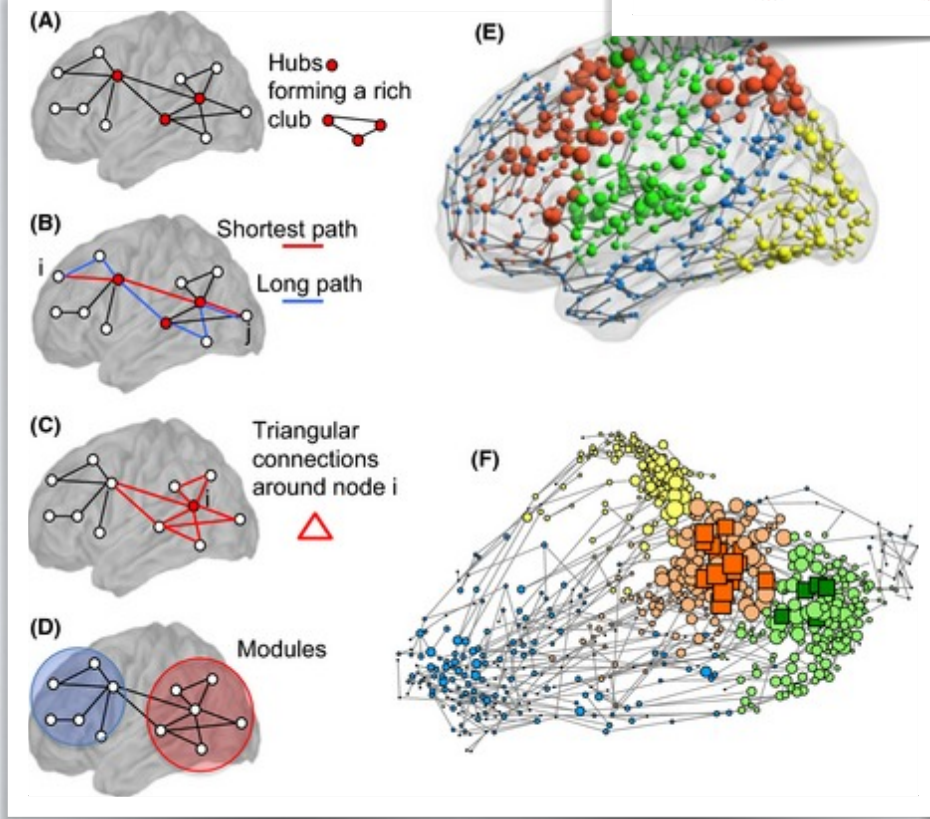 (A)
Hubs
forming a rich
club
(B)
Shortest path
i
Long path
j
(C)
Triangular
connections
around node i
i
(D)
Modules
(E)
(F)